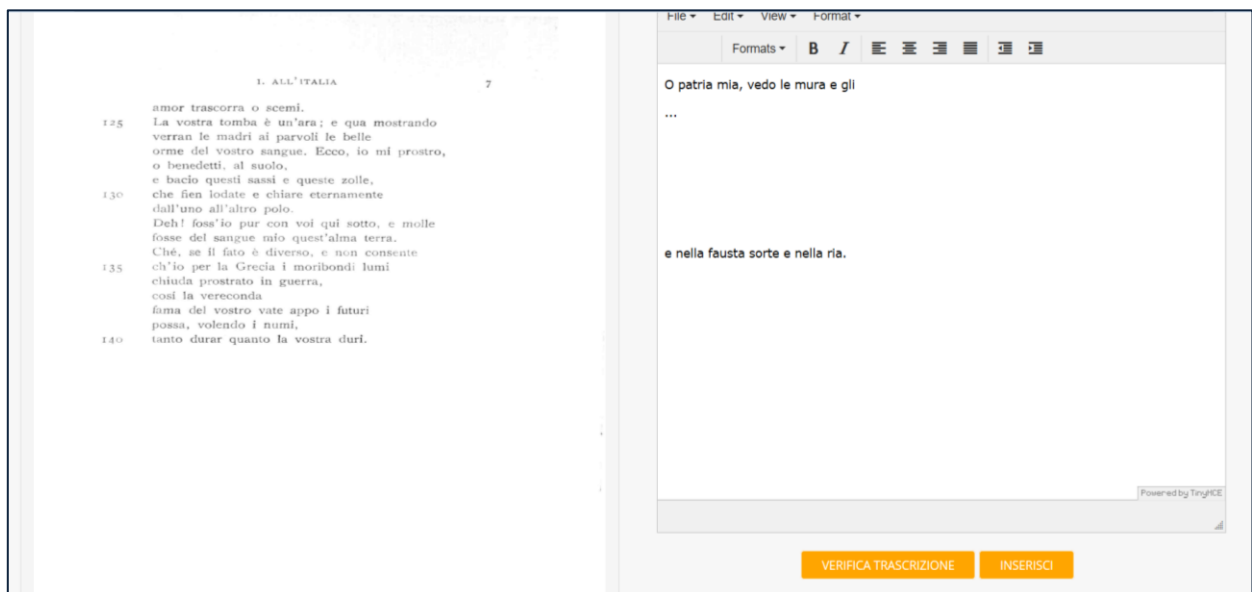 File Edit View Format
Formats B I
O patria mia, vedo le mura e gli
...
e nella fausta sorte e nella ria.
Powered by TinyMCE
VERIFICA TRASCRIZIONE INSERISCI
1. ALL'ITALIA 7
amor trascorra o scemi.
125 La vostra tomba è un'ara; e qua mostrando
verran le madri ai parvoli le belle
orme del vostro sangue. Ecco, io mi prostro,
o benedetti, al suolo,
e bacio questi sassi e queste zolle,
130 che fien lodate e chiare eternamente
dall'uno all'altro polo.
Deh! foss'io pur con voi qui sotto, e molle
fosse del sangue mio quest'alma terra.
Ché, se il fato è diverso, e non consente
135 ch'io per la Grecia i moribondi lumi
chiuda prostrato in guerra,
cosí la vereconda
fama del vostro vate appo i futuri
possa, volendo i numi,
140 tanto durar quanto la vostra duri.